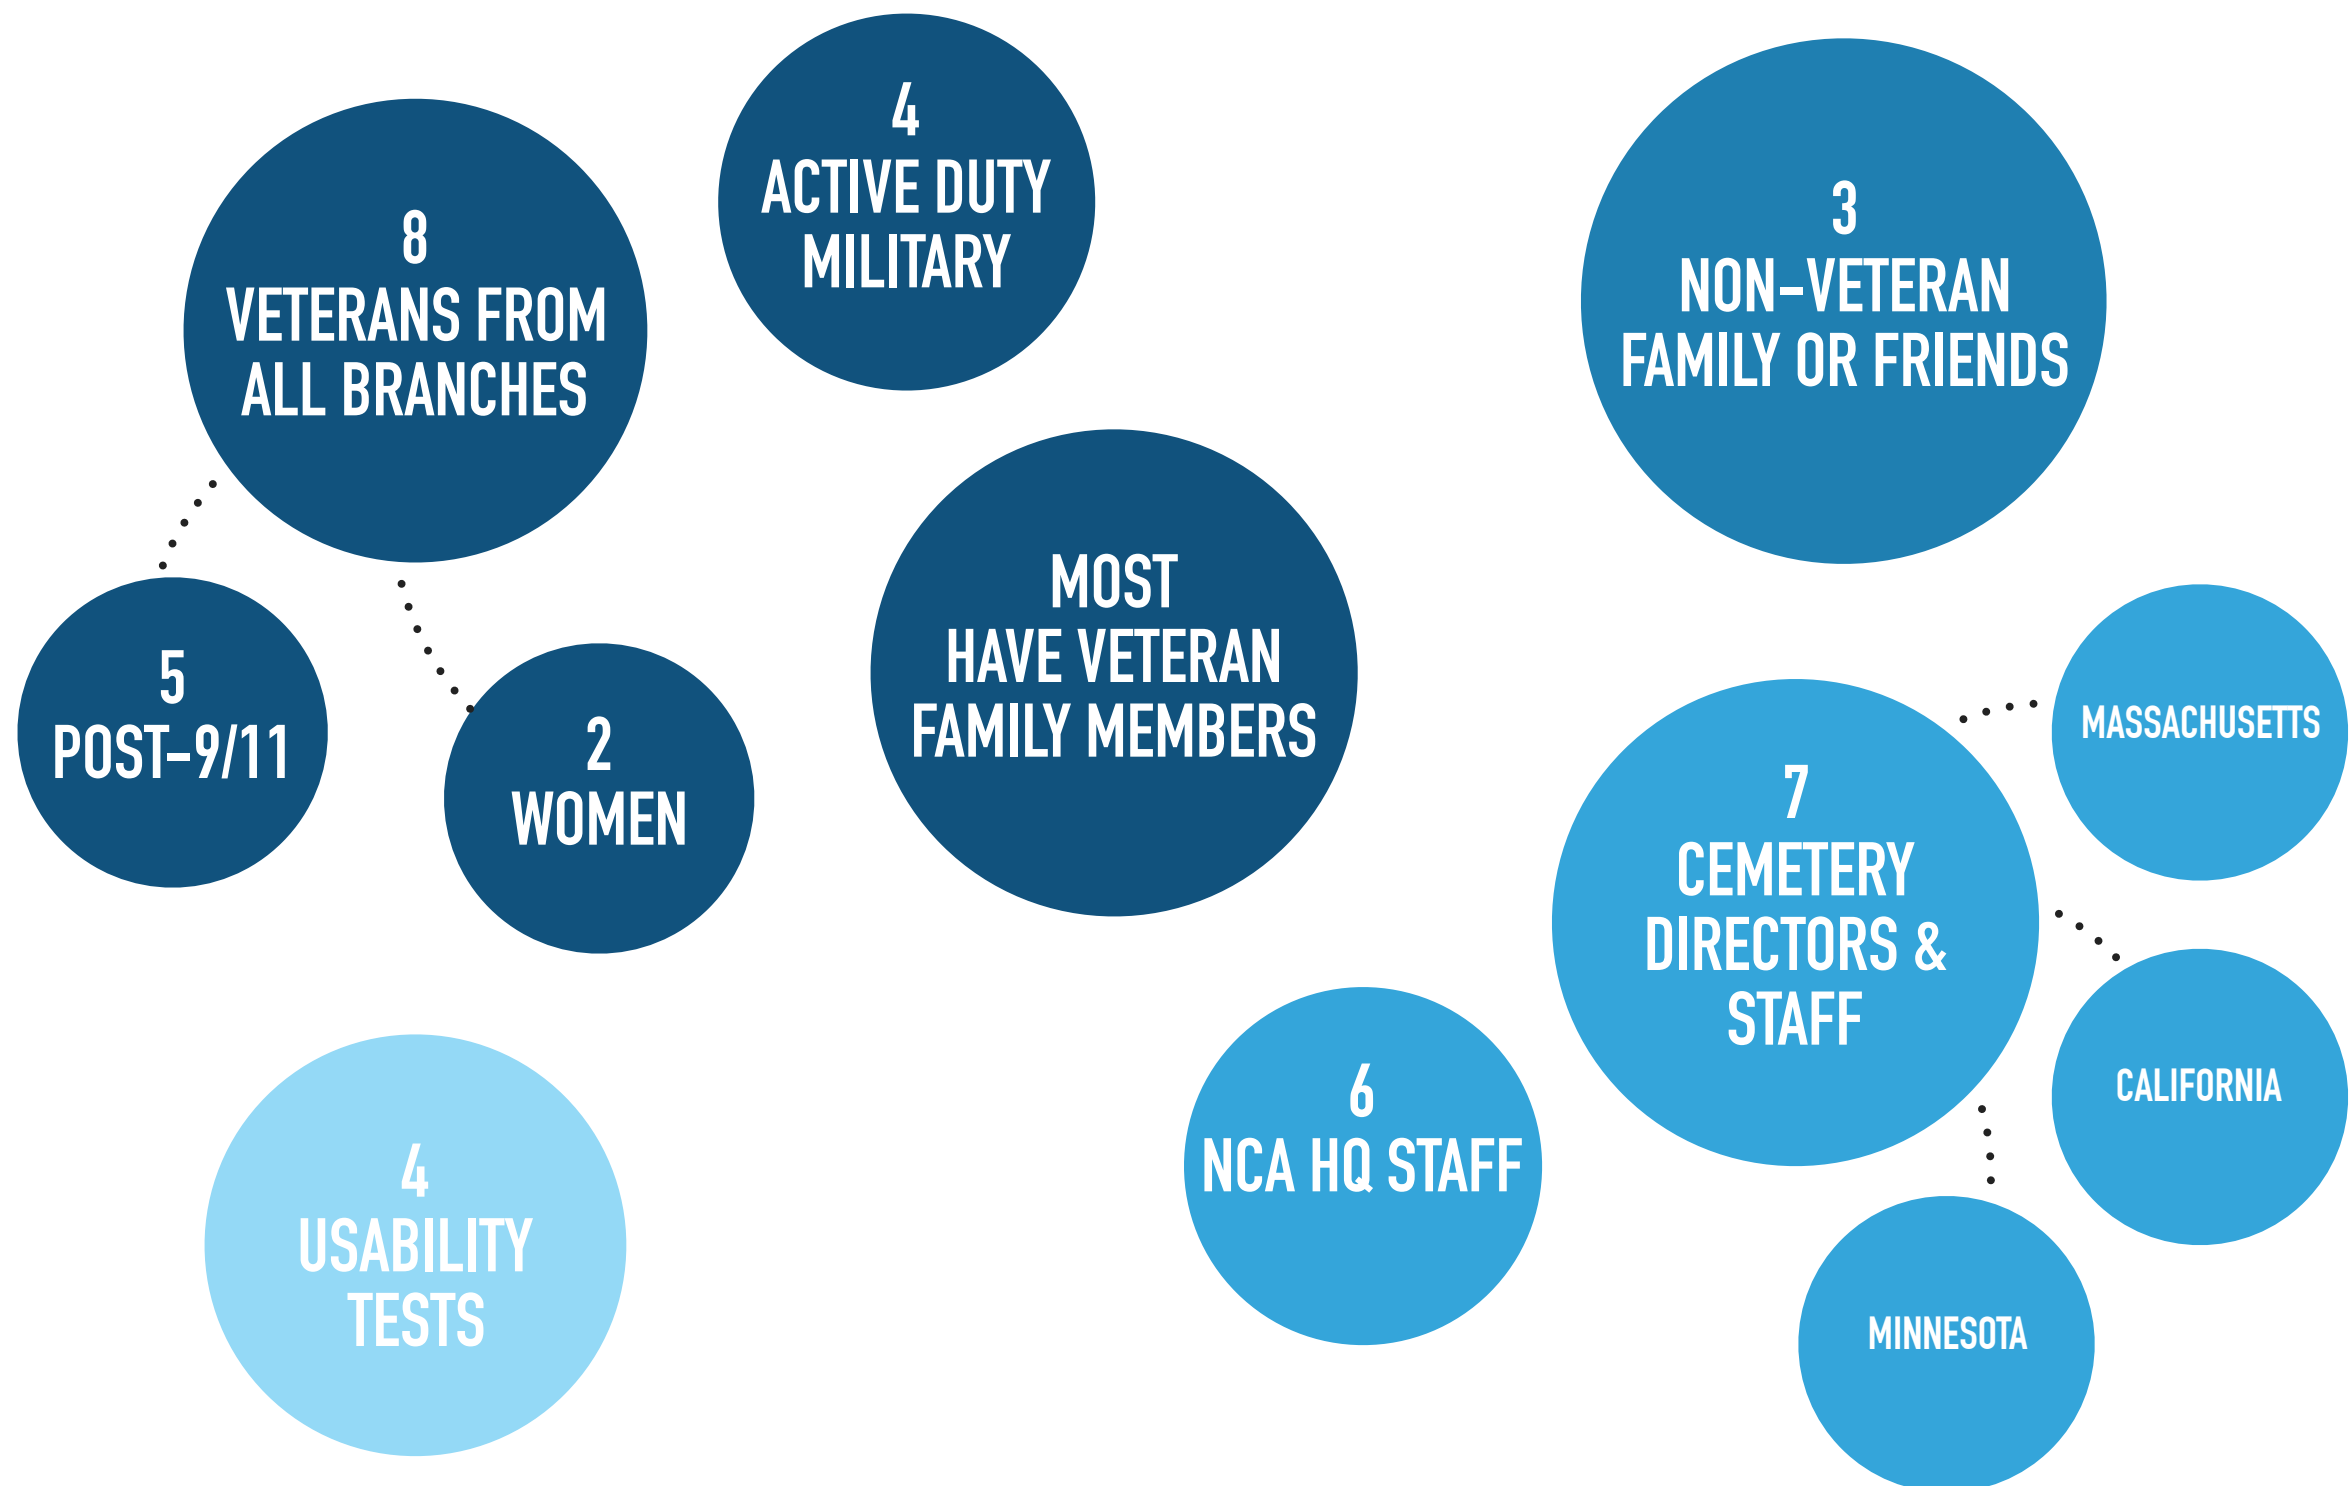 8
VETERANS FROM
ALL BRANCHES
4
ACTIVE DUTY
MILITARY
5
POST-9/11
2
WOMEN
MOST
HAVE VETERAN
FAMILY MEMBERS
3
NON-VETERAN
FAMILY OR FRIENDS
7
CEMETERY
DIRECTORS &
STAFF
MASSACHUSETTS
CALIFORNIA
MINNESOTA
6
NCA HQ STAFF
4
USABILITY
TESTS